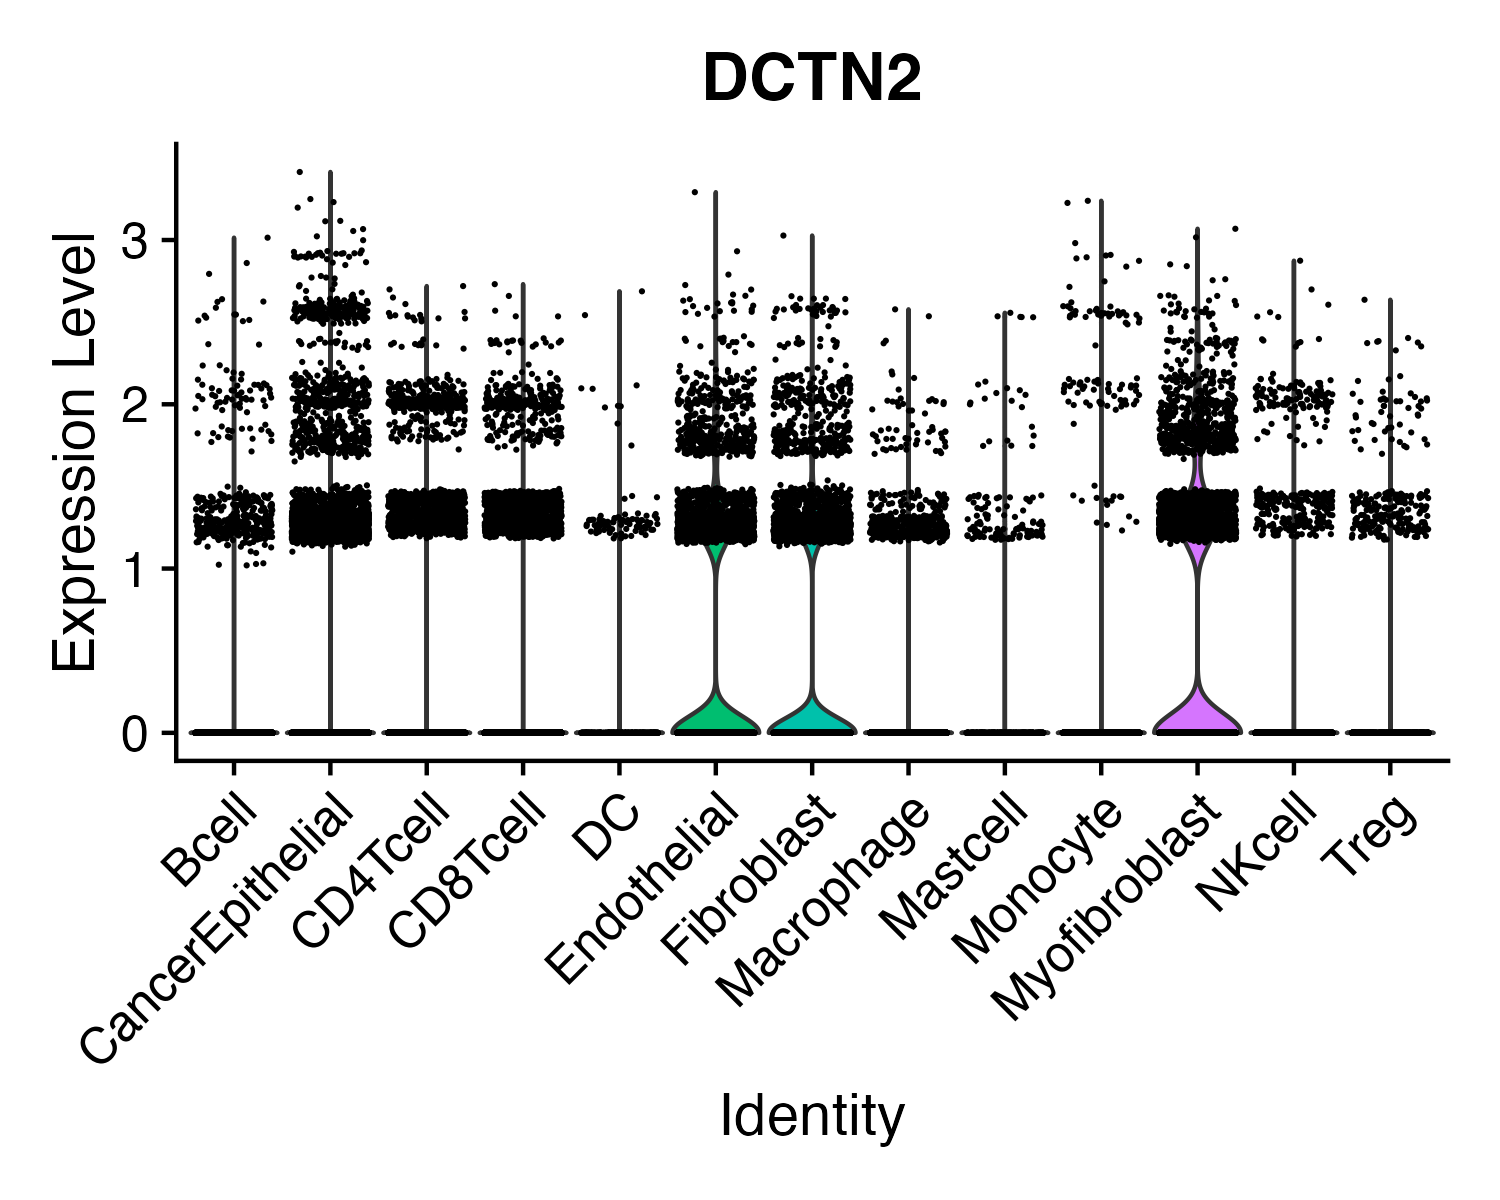 DCTN2
Expression Level
3
2
1
0
Bcell
CancerEpithelial
CD4Tcell
CD8Tcell
DC
Endothelial
Fibroblast
Macrophage
Mastcell
Monocyte
Myofibroblast
NKcell
Treg
Identity